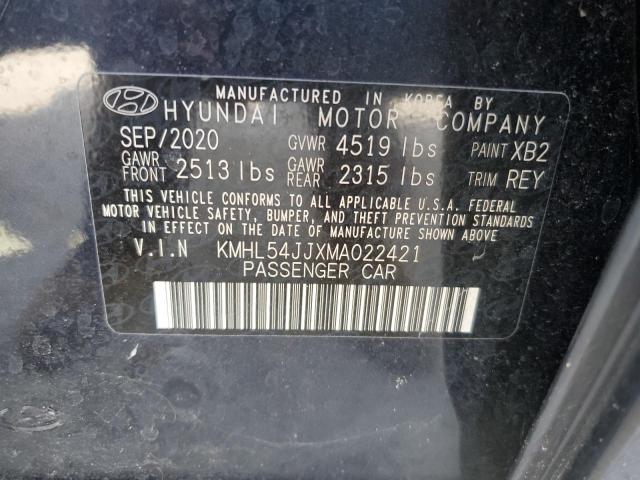 MANUFACTURED IN KOREA BY
HYUNDAI MOTOR COMPANY
SEP/2020 GVWR 4519 lbs PAINT XB2
GAWR FRONT 2513 lbs GAWR REAR 2315 lbs TRIM REY
THIS VEHICLE CONFORMS TO ALL APPLICABLE U.S.A. FEDERAL
MOTOR VEHICLE SAFETY, BUMPER, AND THEFT PREVENTION STANDARDS
IN EFFECT ON THE DATE OF MANUFACTURE SHOWN ABOVE
V.I.N KMHL54JJXMA022421
PASSENGER CAR